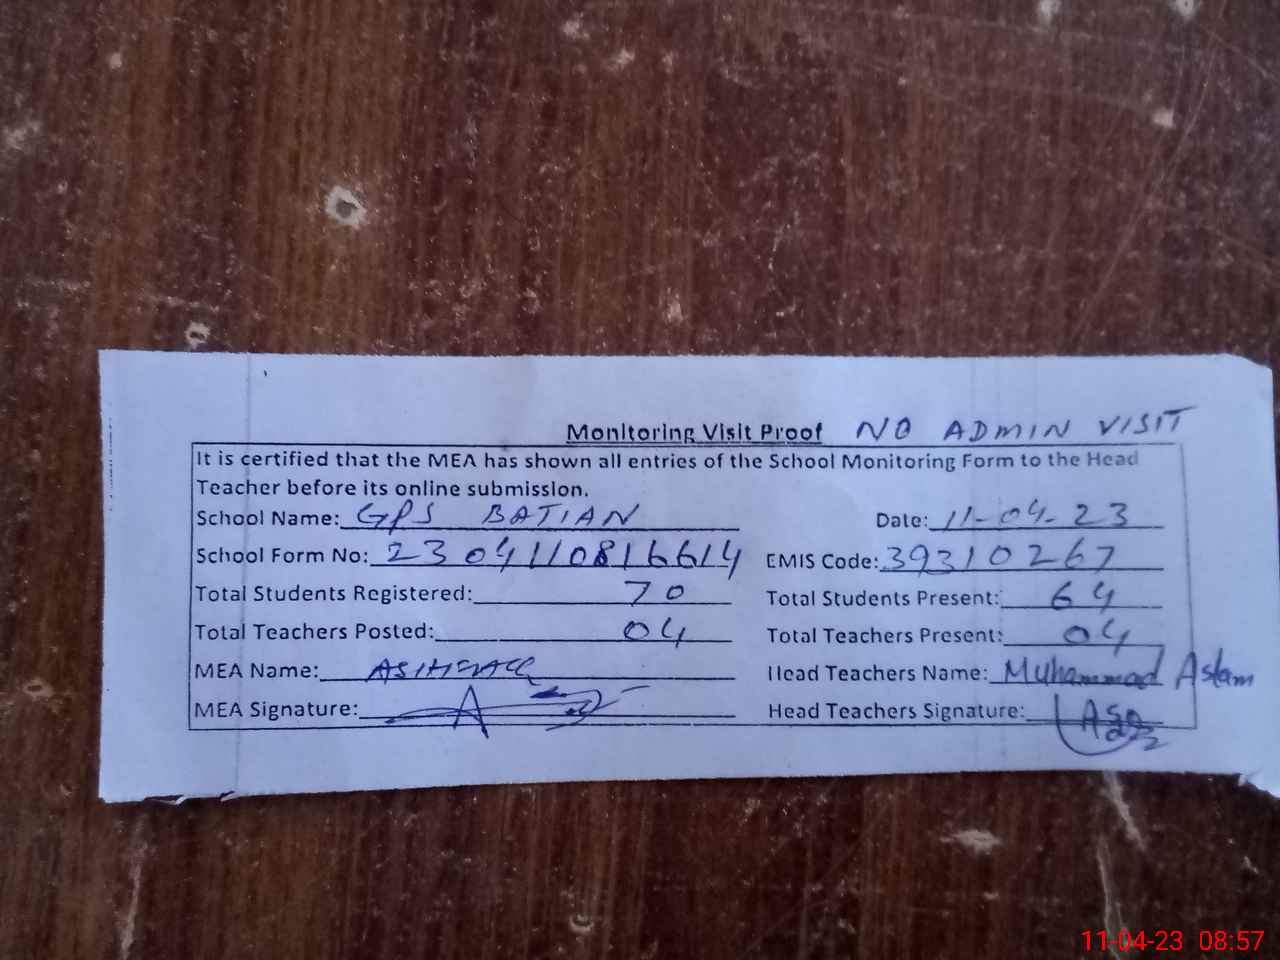 Monitoring Visit Proof NO ADMIN VISIT
It is certified that the MEA has shown all entries of the School Monitoring Form to the Head
Teacher before its online submission.
School Name: GPS BATIAN Date: 11-04-23
School Form No: 2304110816614 EMIS Code: 39310267
Total Students Registered: 70 Total Students Present: 64
Total Teachers Posted: 04 Total Teachers Present: 04
MEA Name: Head Teachers Name: Muhammad Aslam
MEA Signature: Head Teachers Signature:
11-04-23 08:57